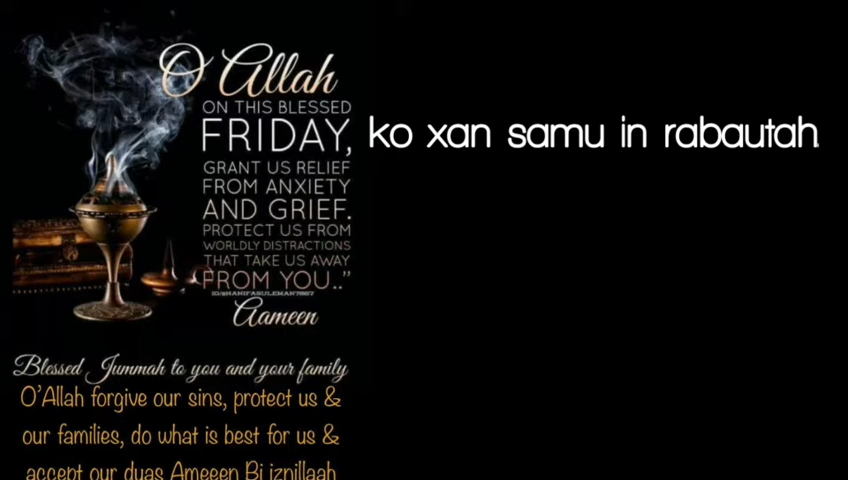 O Allah
ON THIS BLESSED
FRIDAY,
GRANT US RELIEF
FROM ANXIETY
AND GRIEF.
PROTECT US FROM
WORLDLY DISTRACTIONS
THAT TAKE US AWAY
FROM YOU.."
Aameen
Blessed Jummah to you and your family
O'Allah forgive our sins, protect us &
our families, do what is best for us &
accept our duas Ameeen Bi iznillaah
ko xan samu in rabautah